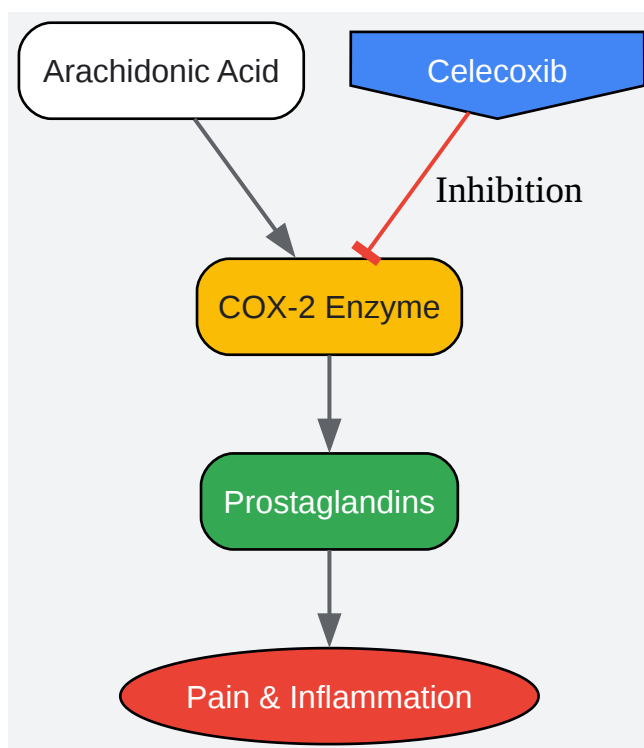 Arachidonic Acid
Celecoxib
Inhibition
COX-2 Enzyme
Prostaglandins
Pain & Inflammation